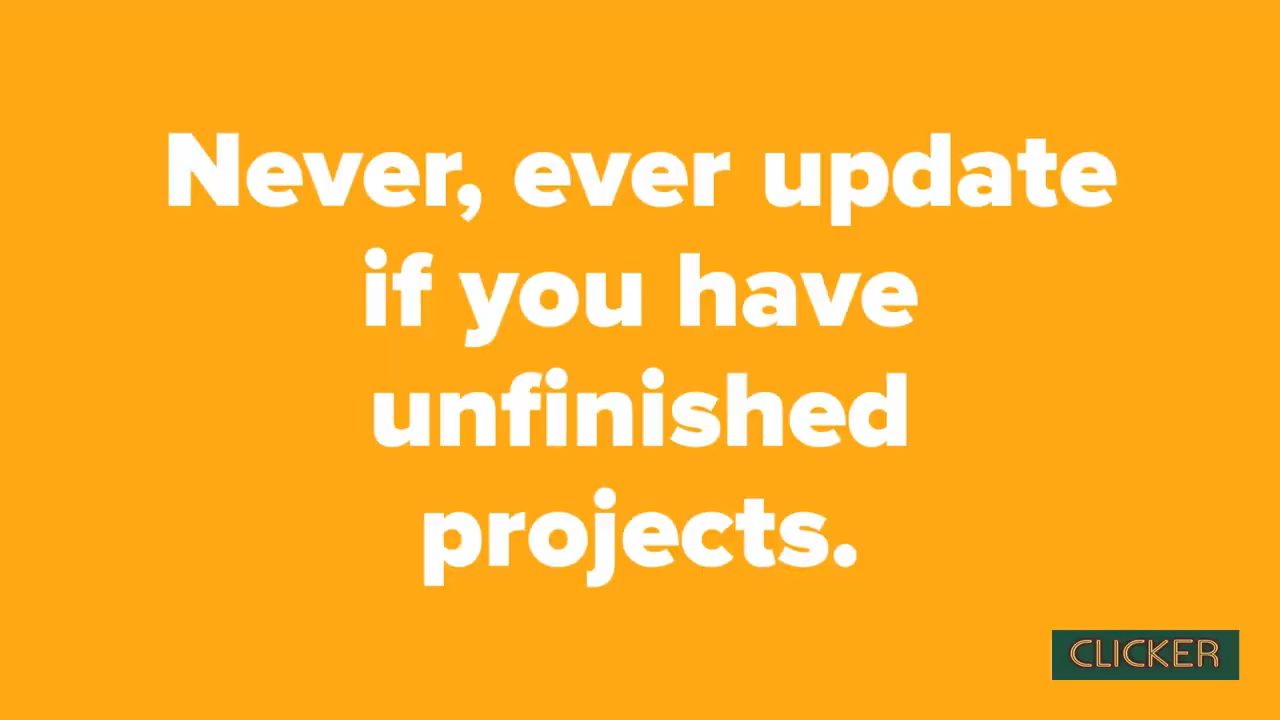 Never, ever update
if you have
unfinished
projects.
CLICKER